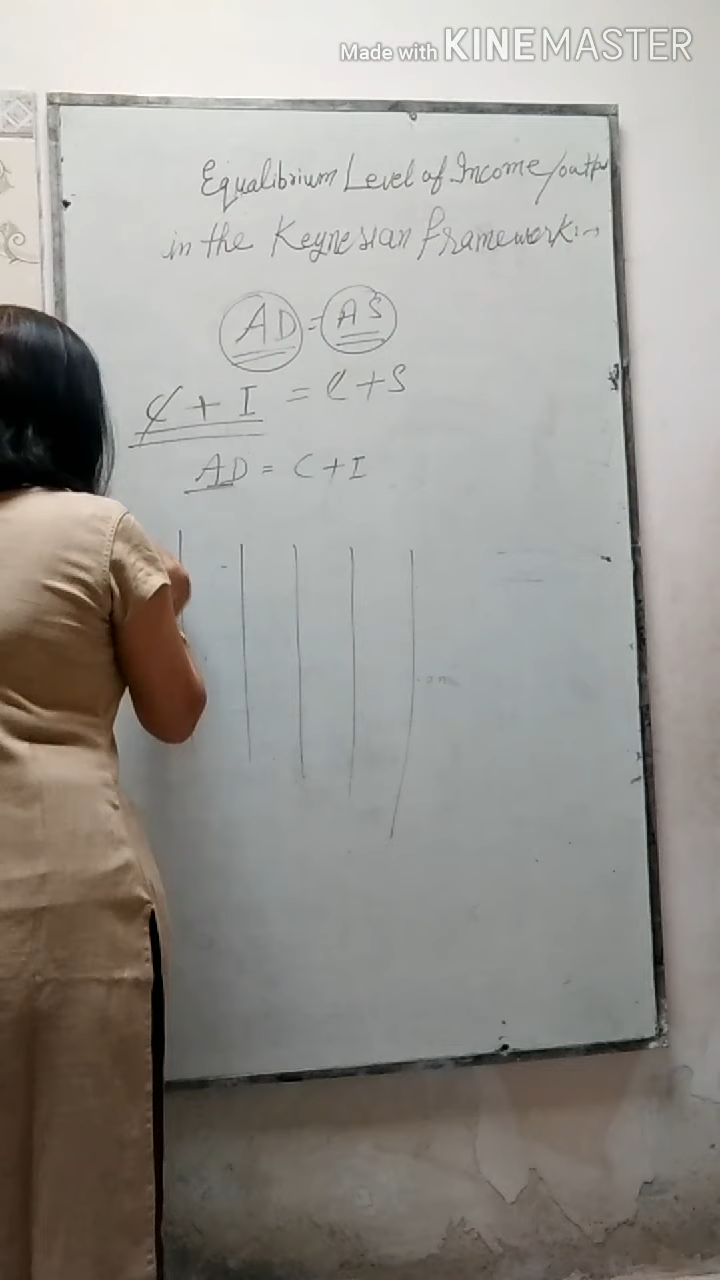 Made with KINEMASTER
Equalibrium Level of Income/outpu
in the Keynesian framework:-
AD = AS
C + I = C + S
AD = C + I